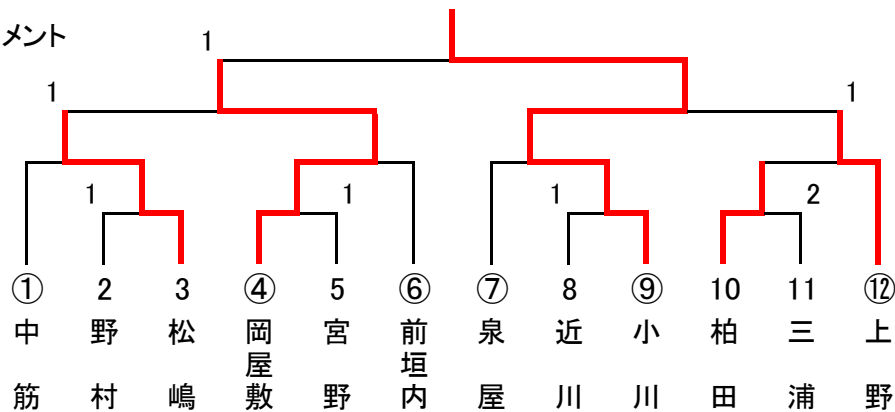 メント
1
1
1
1
1
1
2
① 2 3 ④ 5 ⑥ ⑦ 8 ⑨ 10 11 ⑫
中筋
野村
松嶋
岡屋敷
宮野
前垣内
泉屋
近川
小川
柏田
三浦
上野